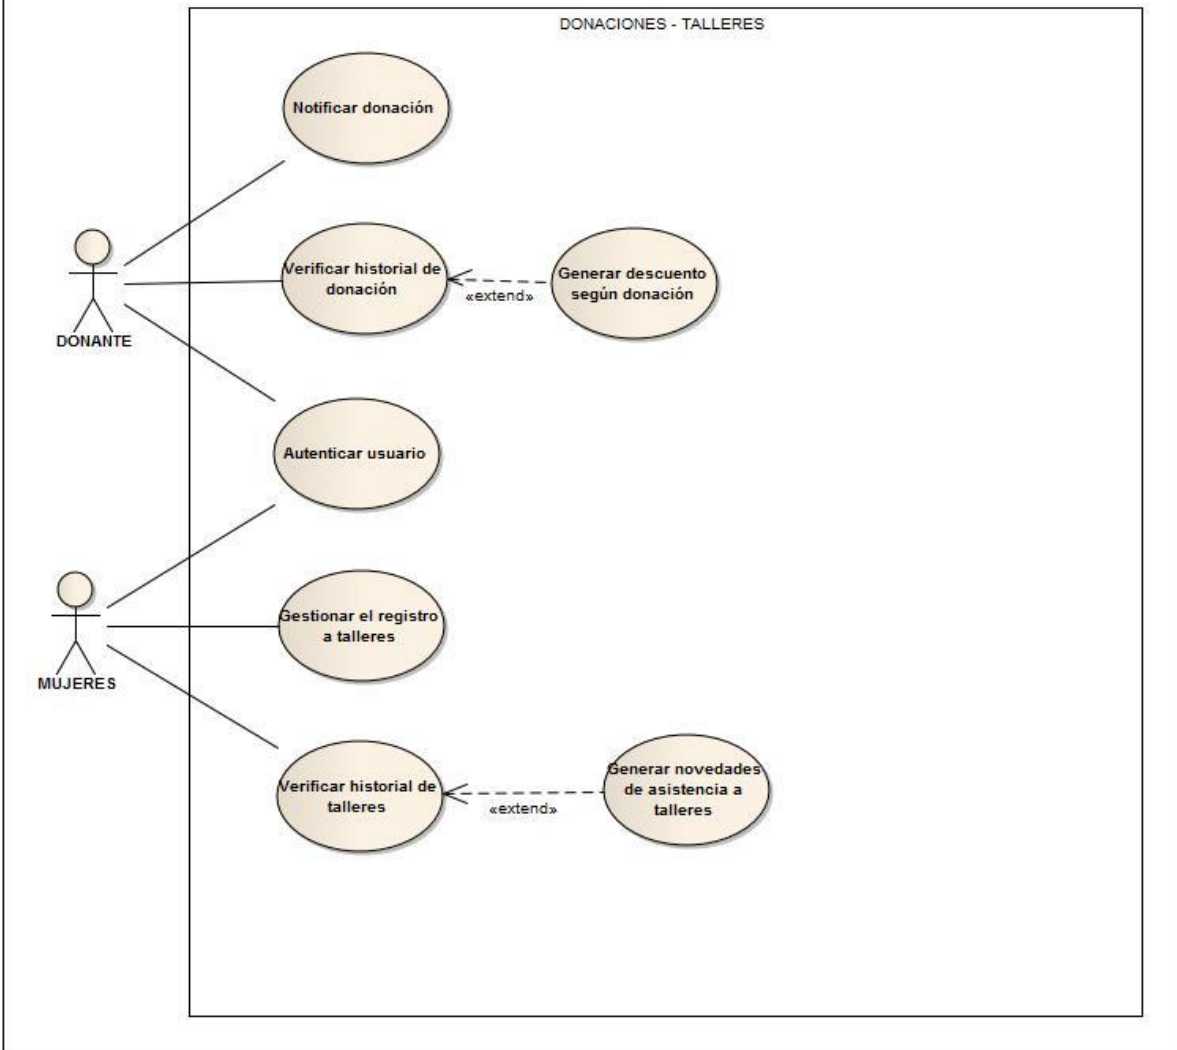 DONACIONES - TALLERES
Notificar donación
Verificar historial de
donación
«extend»
Generar descuento
según donación
DONANTE
Autenticar usuario
Gestionar el registro
a talleres
MUJERES
Verificar historial de
talleres
«extend»
Generar novedades
de asistencia a
talleres